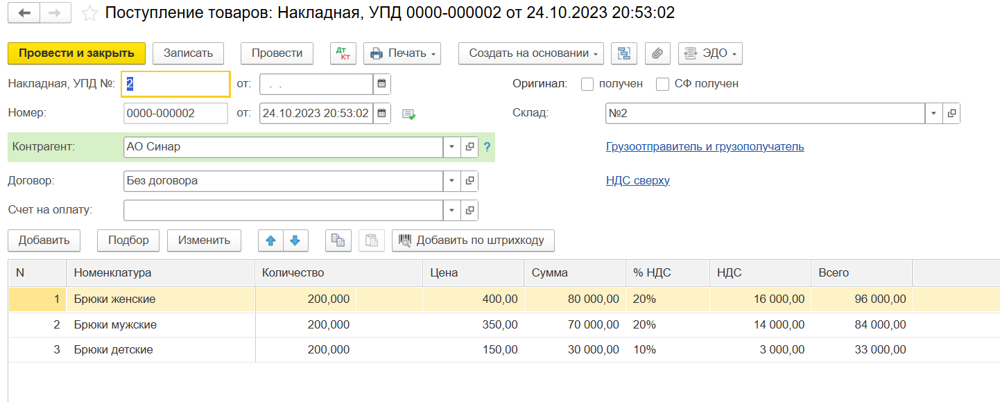 Поступление товаров: Накладная, УПД 0000-000002 от 24.10.2023 20:53:02
Провести и закрыть Записать Провести Дт Кт Печать Создать на основании ЭДО
Накладная, УПД №: 2 от: . . Оригинал: получен СФ получен
Номер: 0000-000002 от: 24.10.2023 20:53:02 Склад: №2
Контрагент: АО Синар ? Грузоотправитель и грузополучатель
Договор: Без договора НДС сверху
Счет на оплату:
Добавить Подбор Изменить Добавить по штрихкоду
N Номенклатура Количество Цена Сумма % НДС НДС Всего
1 Брюки женские 200,000 400,00 80 000,00 20% 16 000,00 96 000,00
2 Брюки мужские 200,000 350,00 70 000,00 20% 14 000,00 84 000,00
3 Брюки детские 200,000 150,00 30 000,00 10% 3 000,00 33 000,00